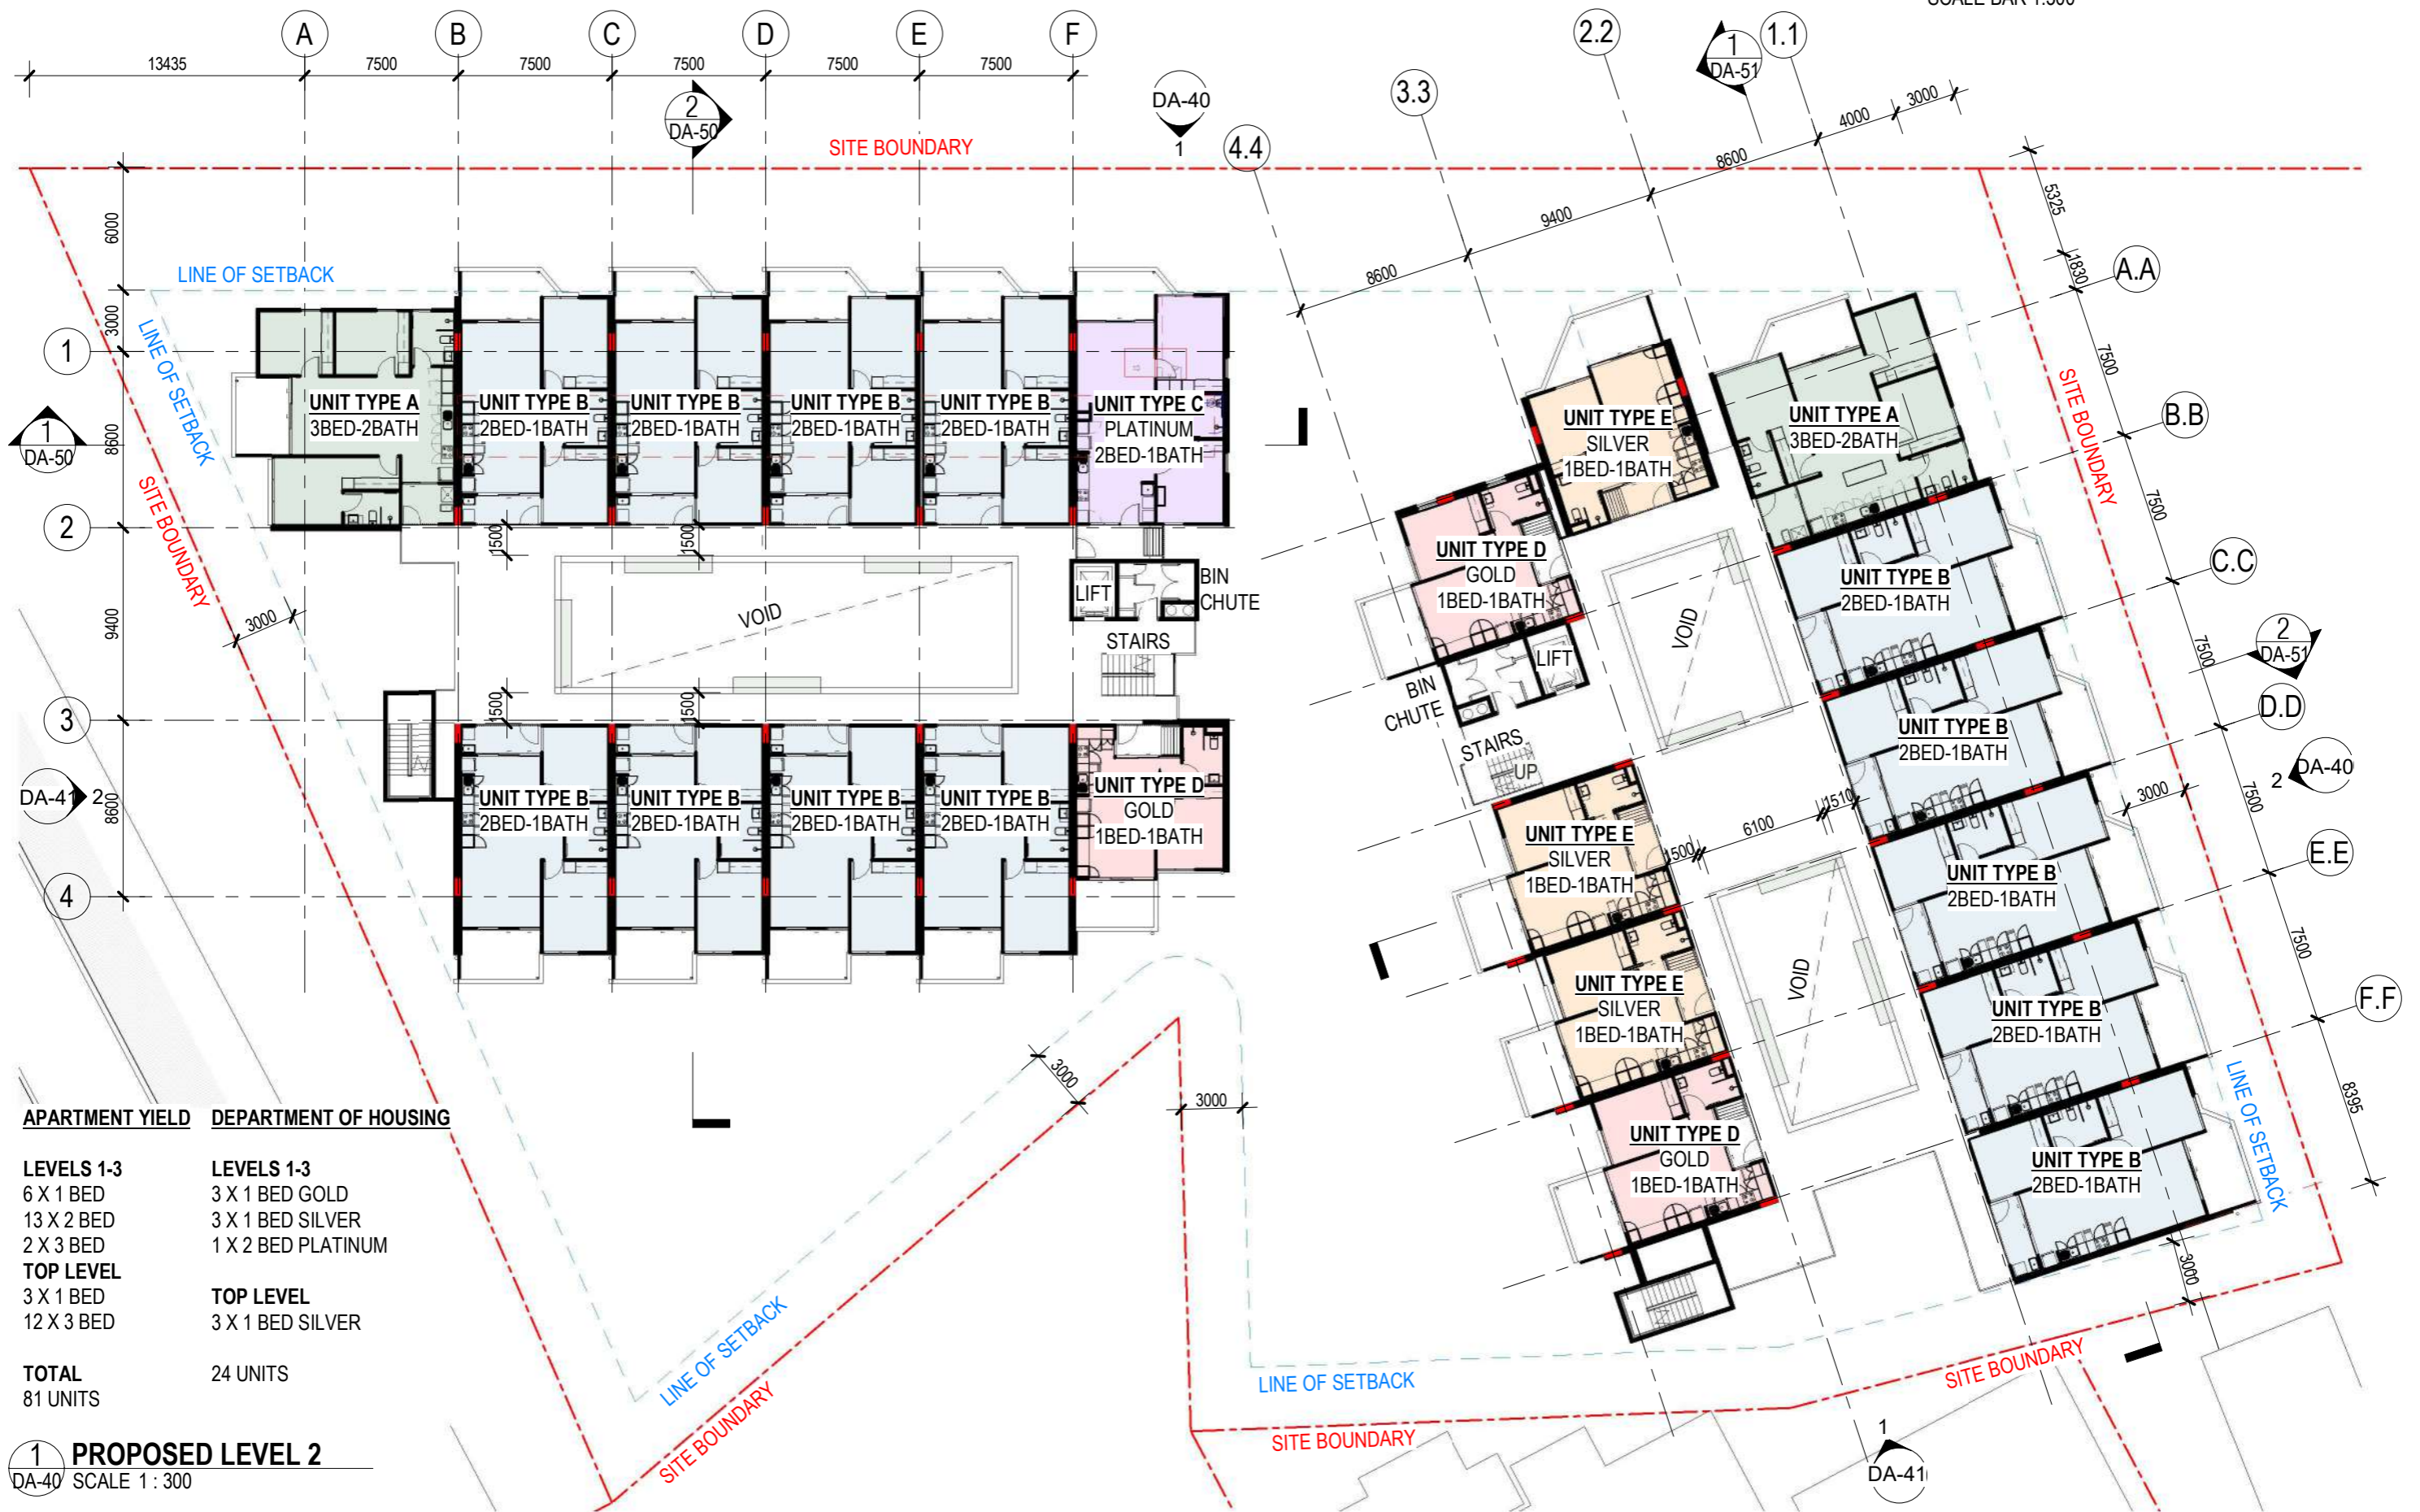 SCALE BAR 1:300
A
B
C
D
E
F
2.2
1
DA-51
1.1
13435
7500
7500
7500
7500
7500
3.3
3000
4000
2
DA-50
DA-40
1
SITE BOUNDARY
4.4
8600
9400
8600
5325
1830
A.A
6000
3000
LINE OF SETBACK
LINE OF SETBACK
1
7500
SITE BOUNDARY
B.B
1
DA-50
8600
UNIT TYPE A
3BED-2BATH
UNIT TYPE B
2BED-1BATH
UNIT TYPE B
2BED-1BATH
UNIT TYPE B
2BED-1BATH
UNIT TYPE B
2BED-1BATH
UNIT TYPE C
PLATINUM
2BED-1BATH
UNIT TYPE E
SILVER
1BED-1BATH
UNIT TYPE A
3BED-2BATH
SITE BOUNDARY
2
1500
1500
7500
C.C
UNIT TYPE D
GOLD
1BED-1BATH
UNIT TYPE B
2BED-1BATH
LIFT
BIN
CHUTE
3000
9400
VOID
STAIRS
VOID
LIFT
BIN
CHUTE
7500
2
DA-51
3
1500
1500
STAIRS
UP
UNIT TYPE B
2BED-1BATH
D.D
DA-40
2
DA-41
2
8600
UNIT TYPE B
2BED-1BATH
UNIT TYPE B
2BED-1BATH
UNIT TYPE B
2BED-1BATH
UNIT TYPE B
2BED-1BATH
UNIT TYPE D
GOLD
1BED-1BATH
UNIT TYPE E
SILVER
1BED-1BATH
1500
6100
1510
3000
7500
UNIT TYPE B
2BED-1BATH
E.E
4
7500
UNIT TYPE E
SILVER
1BED-1BATH
VOID
UNIT TYPE B
2BED-1BATH
F.F
3000
3000
8395
LINE OF SETBACK
UNIT TYPE D
GOLD
1BED-1BATH
UNIT TYPE B
2BED-1BATH
3000
APARTMENT YIELD
LEVELS 1-3
6 X 1 BED
13 X 2 BED
2 X 3 BED
TOP LEVEL
3 X 1 BED
12 X 3 BED
TOTAL
81 UNITS
DEPARTMENT OF HOUSING
LEVELS 1-3
3 X 1 BED GOLD
3 X 1 BED SILVER
1 X 2 BED PLATINUM
TOP LEVEL
3 X 1 BED SILVER
24 UNITS
LINE OF SETBACK
SITE BOUNDARY
LINE OF SETBACK
SITE BOUNDARY
SITE BOUNDARY
1
DA-41
1
DA-40
PROPOSED LEVEL 2
SCALE 1 : 300